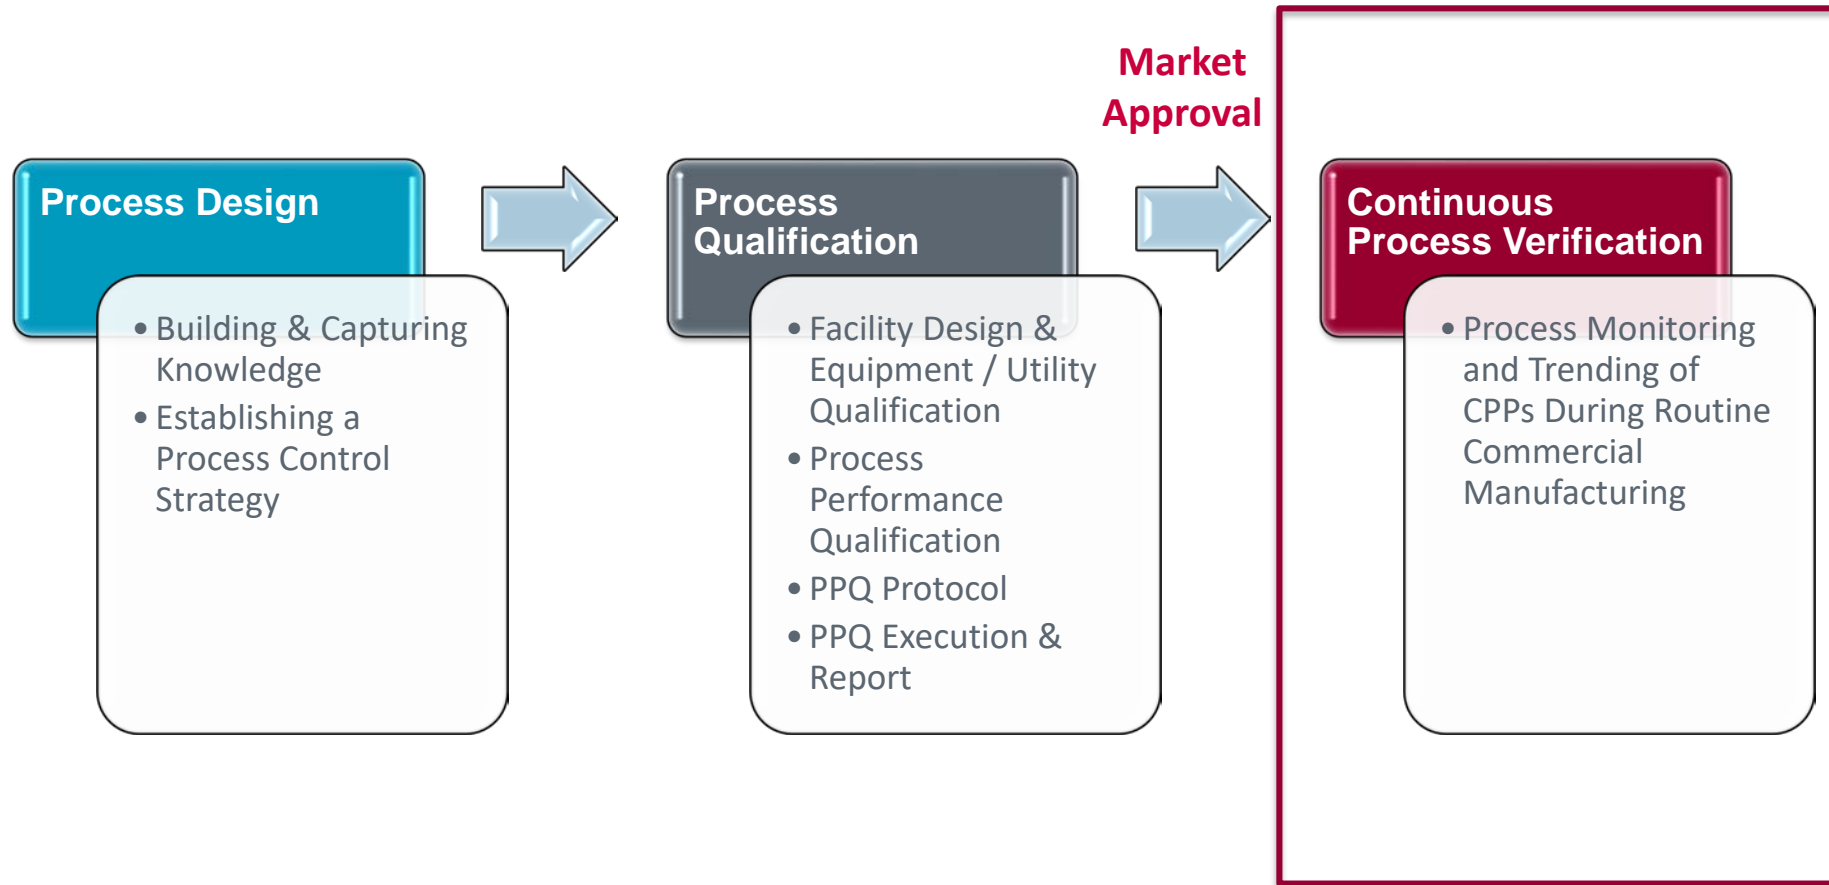 Market
Approval
Process Design
• Building & Capturing
Knowledge
• Establishing a
Process Control
Strategy
Process
Qualification
• Facility Design &
Equipment / Utility
Qualification
• Process
Performance
Qualification
• PPQ Protocol
• PPQ Execution &
Report
Continuous
Process Verification
• Process Monitoring
and Trending of
CPPs During Routine
Commercial
Manufacturing